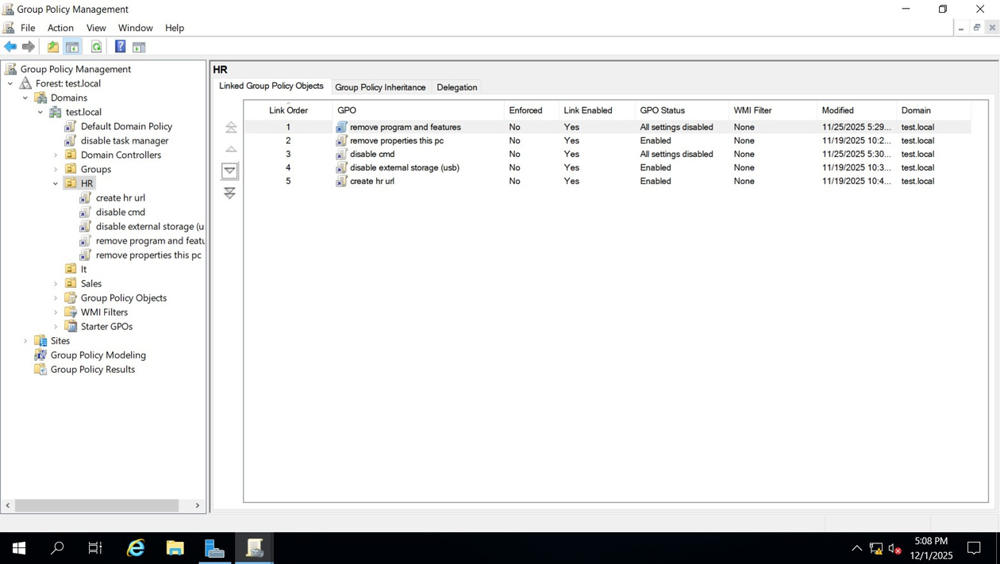 Group Policy Management
File Action View Window Help
Group Policy Management
Forest: test.local
Domains
test.local
Default Domain Policy
disable task manager
Domain Controllers
Groups
HR
create hr url
disable cmd
disable external storage (u
remove program and featu
remove properties this pc
It
Sales
Group Policy Objects
WMI Filters
Starter GPOs
Sites
Group Policy Modeling
Group Policy Results
HR
Linked Group Policy Objects Group Policy Inheritance Delegation
Link Order GPO Enforced Link Enabled GPO Status WMI Filter Modified Domain
1 remove program and features No Yes All settings disabled None 11/25/2025 5:29... test.local
2 remove properties this pc No Yes Enabled None 11/19/2025 10:2... test.local
3 disable cmd No Yes All settings disabled None 11/25/2025 5:30... test.local
4 disable external storage (usb) No Yes Enabled None 11/19/2025 10:3... test.local
5 create hr url No Yes Enabled None 11/19/2025 10:4... test.local
5:08 PM
12/1/2025